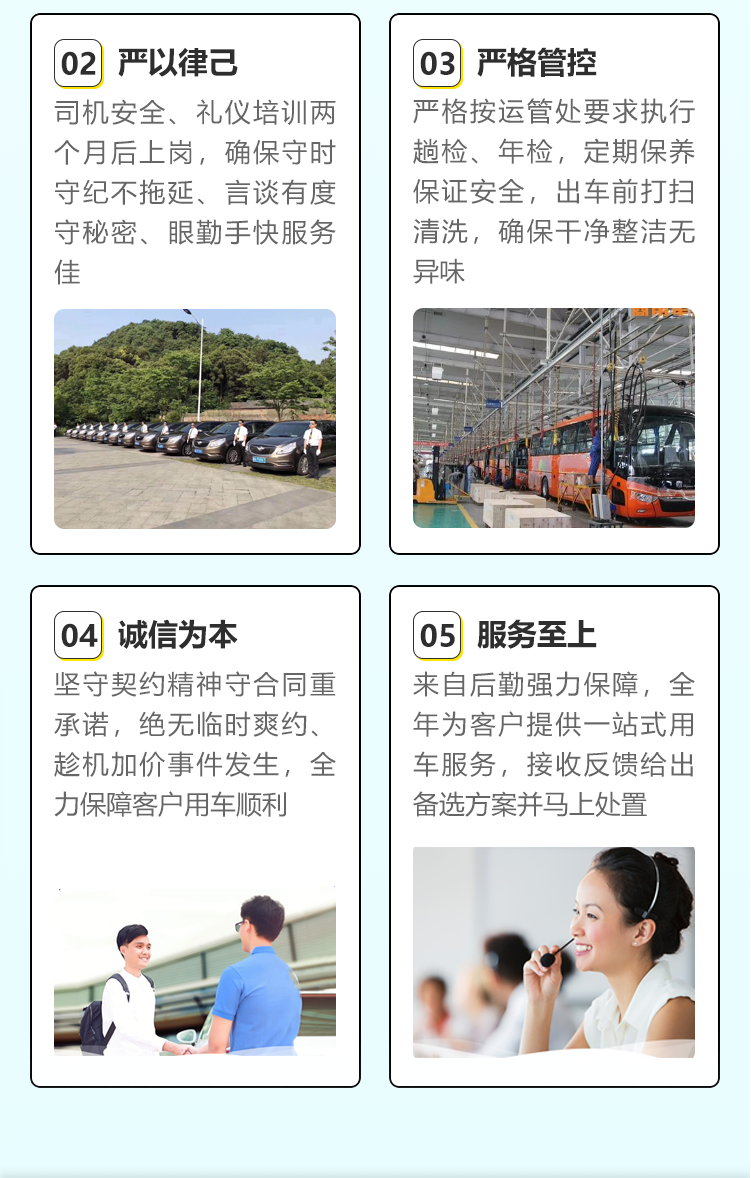 02 严以律己
司机安全、礼仪培训两
个月后上岗，确保守时
守纪不拖延、言谈有度
守秘密、眼勤手快服务
佳
03 严格管控
严格按运管处要求执行
趟检、年检，定期保养
保证安全，出车前打扫
清洗，确保干净整洁无
异味
04 诚信为本
坚守契约精神守合同重
承诺，绝无临时爽约、
趁机加价事件发生，全
力保障客户用车顺利
05 服务至上
来自后勤强力保障，全
年为客户提供一站式用
车服务，接收反馈给出
备选方案并马上处置